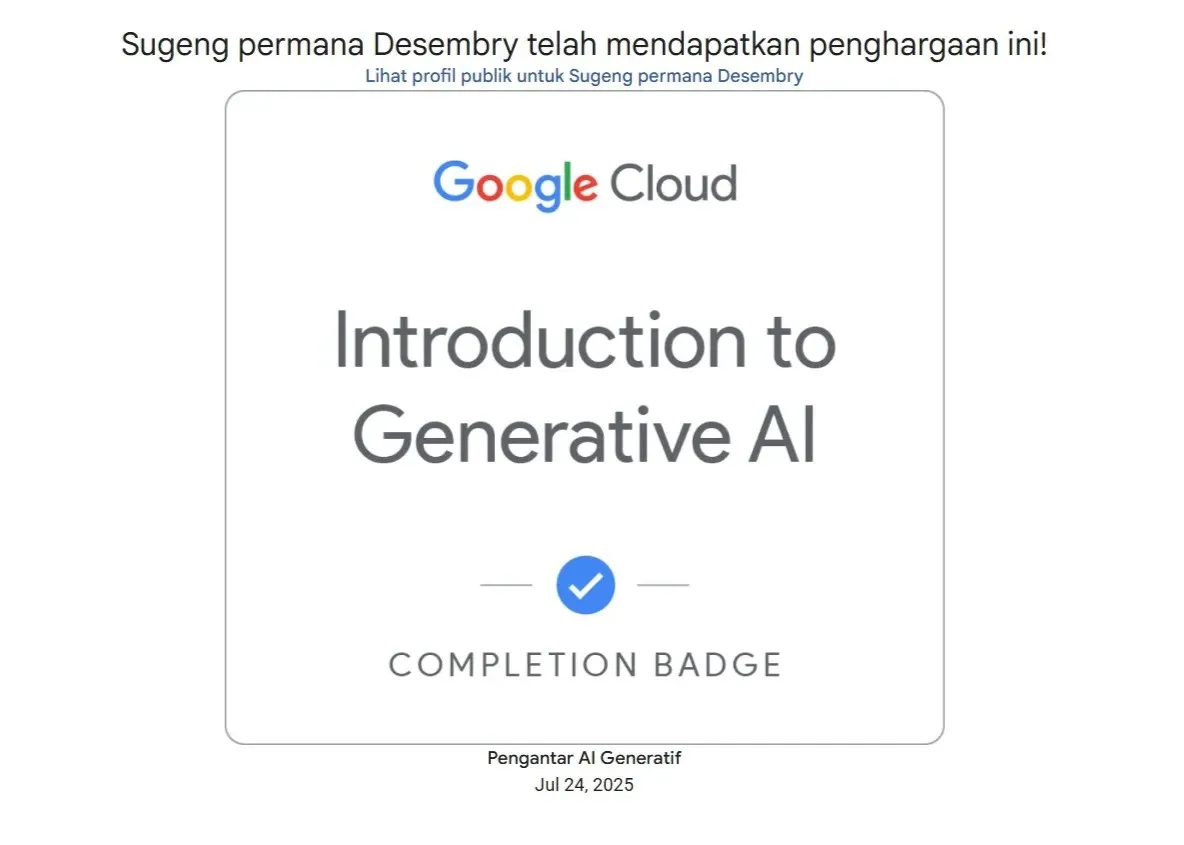 Sugeng permana Desembry telah mendapatkan penghargaan ini!
Lihat profil publik untuk Sugeng permana Desembry
Google Cloud
Introduction to
Generative AI
COMPLETION BADGE
Pengantar AI Generatif
Jul 24, 2025